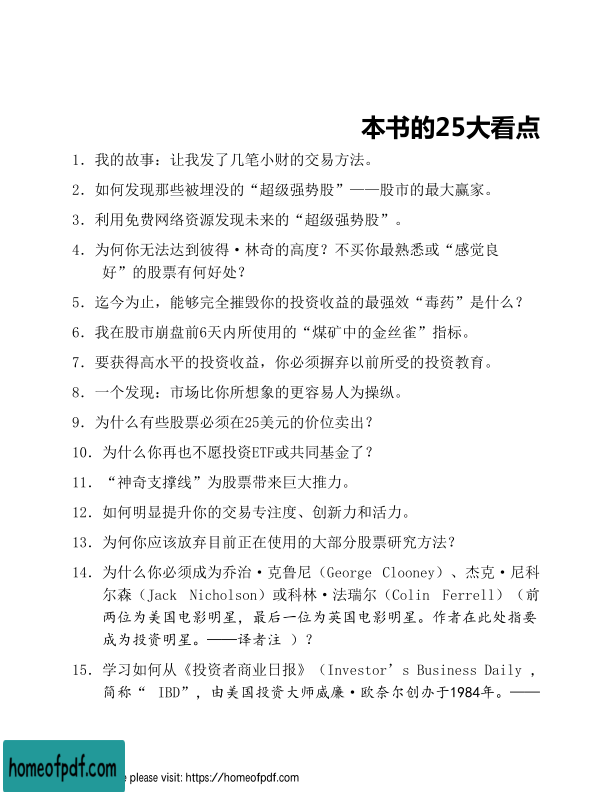 本书的25大看点
1. 我的故事：让我发了几笔小财的交易方法。
2. 如何发现那些被埋没的“超级强势股”——股市的最大赢家。
3. 利用免费网络资源发现未来的“超级强势股”。
4. 为何你无法达到彼得·林奇的高度？不买你最熟悉或“感觉良
好”的股票有何好处？
5. 迄今为止，能够完全摧毁你的投资收益的最强效“毒药”是什么？
6. 我在股市崩盘前6天内所使用的“煤矿中的金丝雀”指标。
7. 要获得高水平的投资收益，你必须摒弃以前所受的投资教育。
8. 一个发现：市场比你所想象的更容易人为操纵。
9. 为什么有些股票必须在25美元的价位卖出？
10. 为什么你再也不愿投资ETF或共同基金了？
11. “神奇支撑线”为股票带来巨大推力。
12. 如何明显提升你的交易专注度、创新力和活力。
13. 为何你应该放弃目前正在使用的大部分股票研究方法？
14. 为什么你必须成为乔治·克鲁尼（George Clooney）、杰克·尼科
尔森（Jack Nicholson）或科林·法瑞尔（Colin Ferrell）（前
两位为美国电影明星，最后一位为英国电影明星。作者在此处指要
成为投资明星。——译者注 ）？
15. 学习如何从《投资者商业日报》（Investor’s Business Daily ，
简称“ IBD”，由美国投资大师威廉·欧奈尔创办于1984年。——
homeofpdf.com
e please visit: https://homeofpdf.com